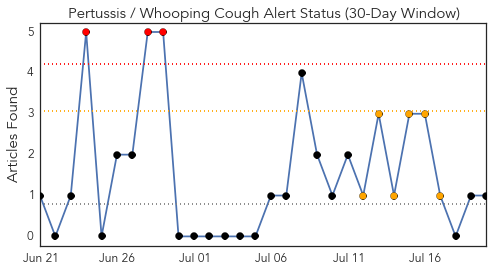 Pertussis / Whooping Cough Alert Status (30-Day Window)
Articles Found
5
4
3
2
1
0
Jun 21 Jun 26 Jul 01 Jul 06 Jul 11 Jul 16